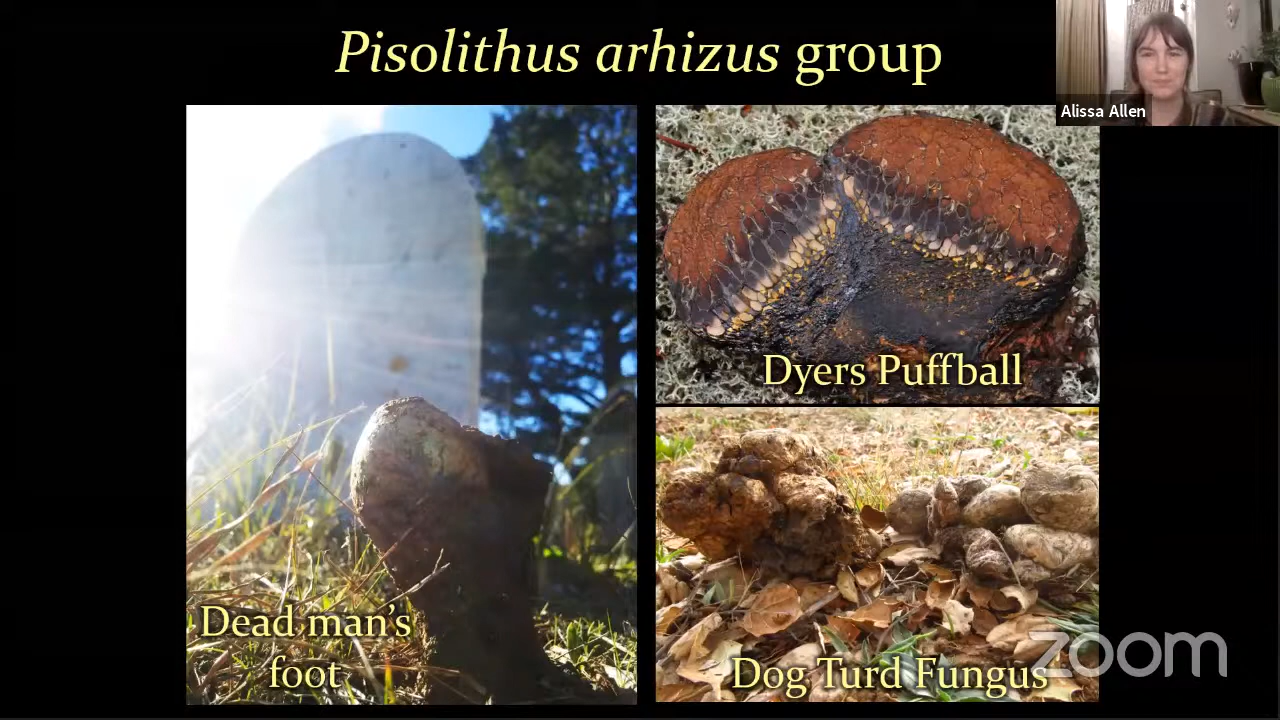 Pisolithus arhizus group
Alissa Allen
Dyers Puffball
Dead man's
foot
Dog Turd Fungus
zoom